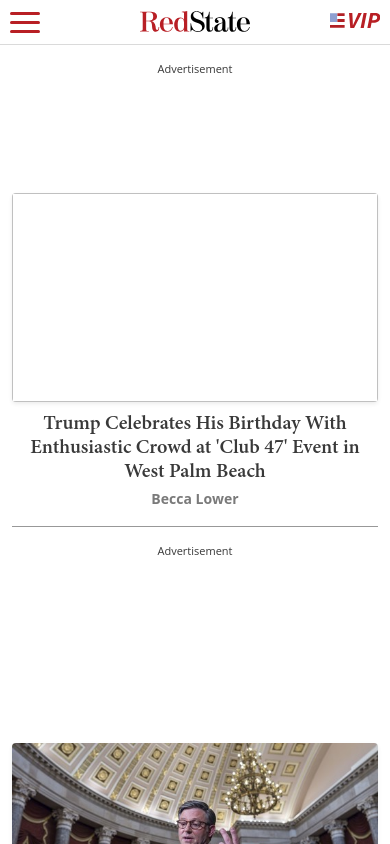 RedState
VIP
Advertisement
Trump Celebrates His Birthday With
Enthusiastic Crowd at 'Club 47' Event in
West Palm Beach
Becca Lower
Advertisement